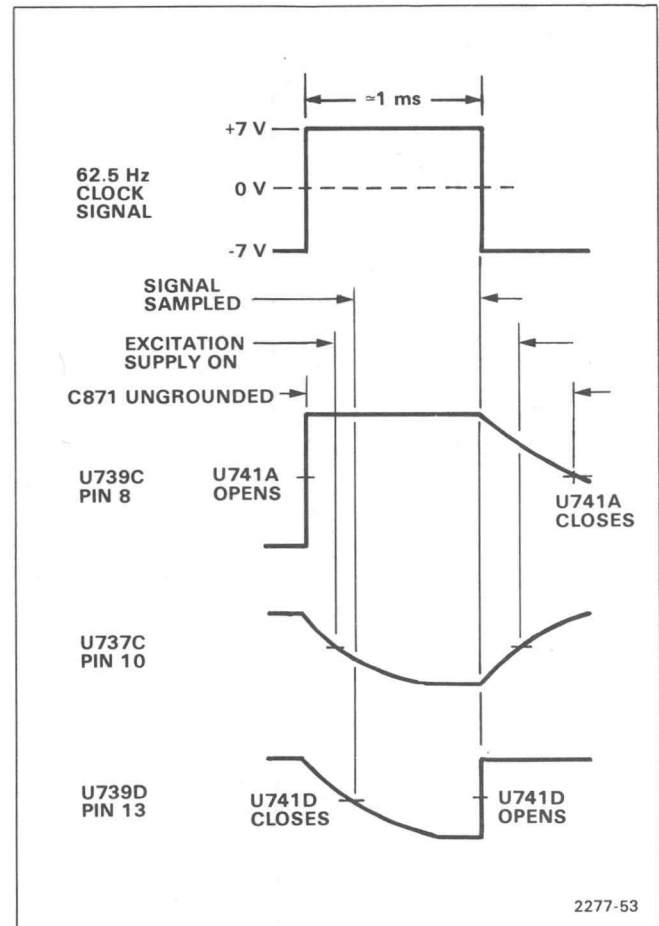 ≃1 ms
+7 V
62.5 Hz
CLOCK
SIGNAL
0 V
-7 V
SIGNAL
SAMPLED
EXCITATION
SUPPLY ON
C871 UNGROUNDED
U739C
PIN 8
U741A
OPENS
U741A
CLOSES
U737C
PIN 10
U739D
PIN 13
U741D
CLOSES
U741D
OPENS
2277-53